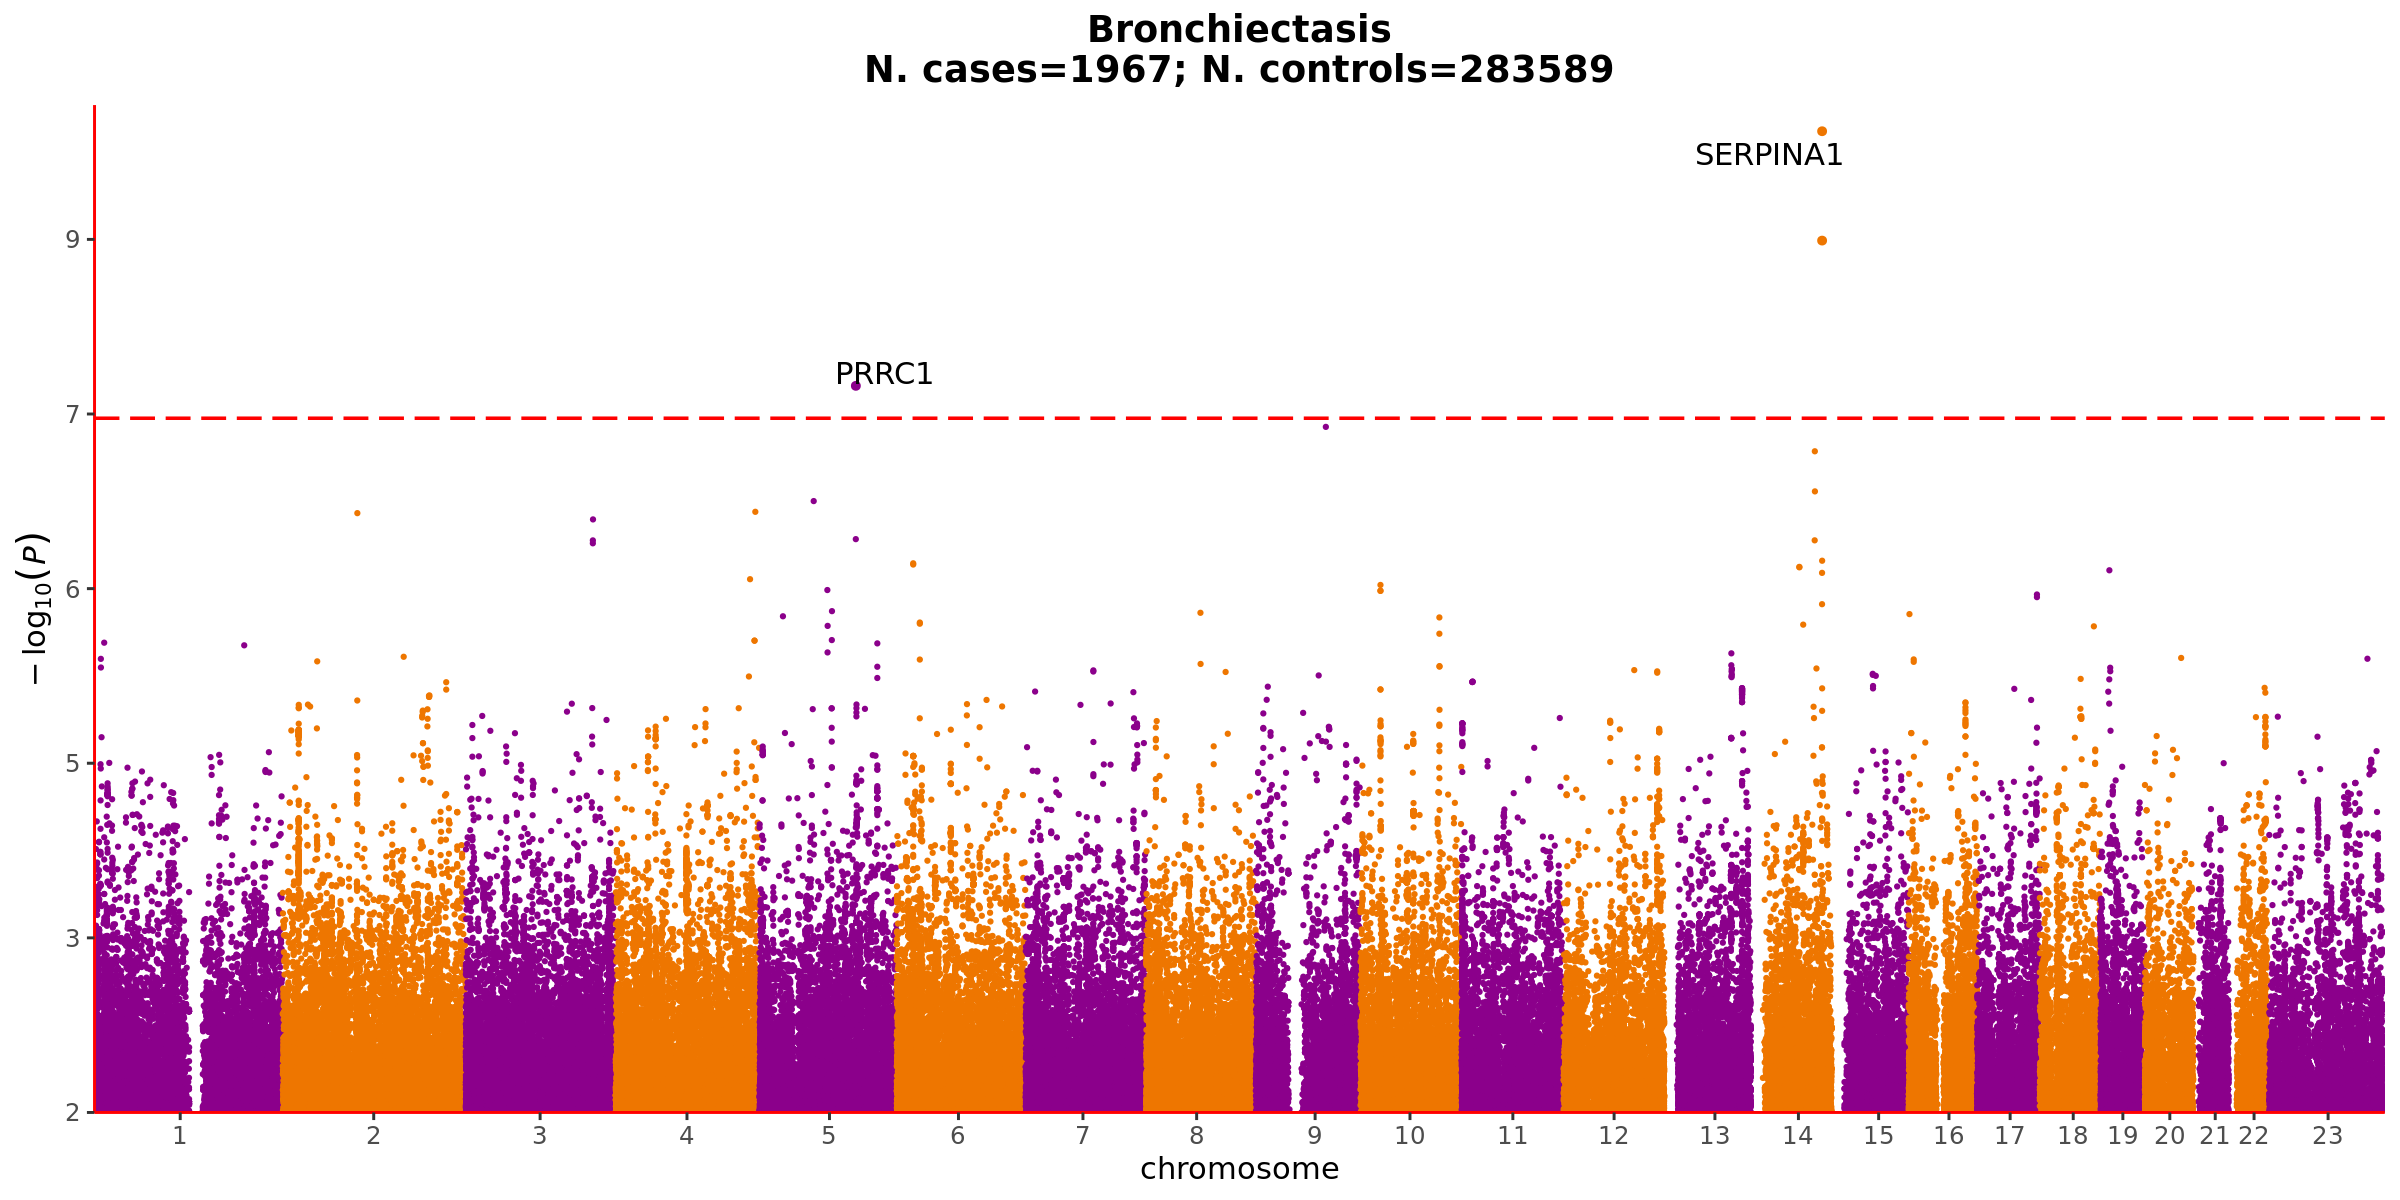 Bronchiectasis
N. cases=1967; N. controls=283589
SERPINA1
PRRC1
9
7
6
5
3
2
−log₁₀(P)
1 2 3 4 5 6 7 8 9 10 11 12 13 14 15 16 17 18 19 20 21 22 23
chromosome